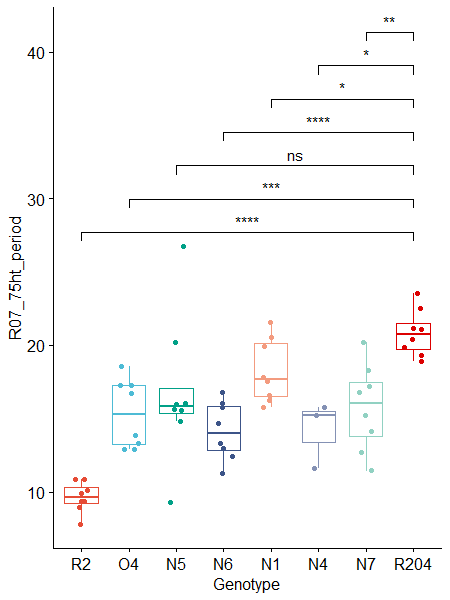 **
40
*
*
****
ns
30
***
****
R07_75ht_period
20
10
R2 O4 N5 N6 N1 N4 N7 R204
Genotype